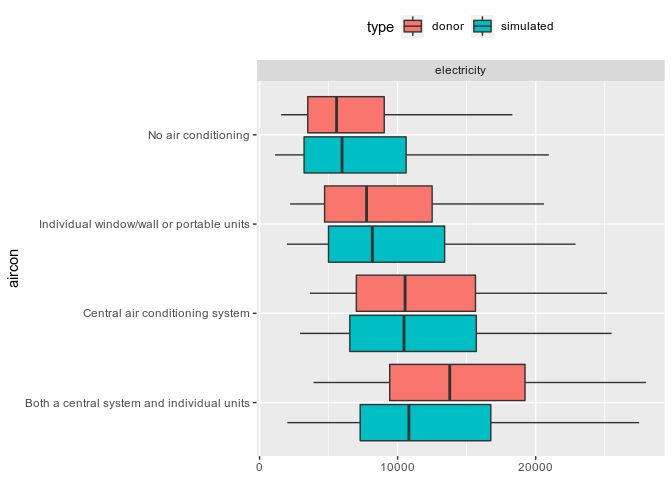 type donor simulated
electricity
No air conditioning
Individual window/wall or portable units
Central air conditioning system
Both a central system and individual units
aircon
0 10000 20000